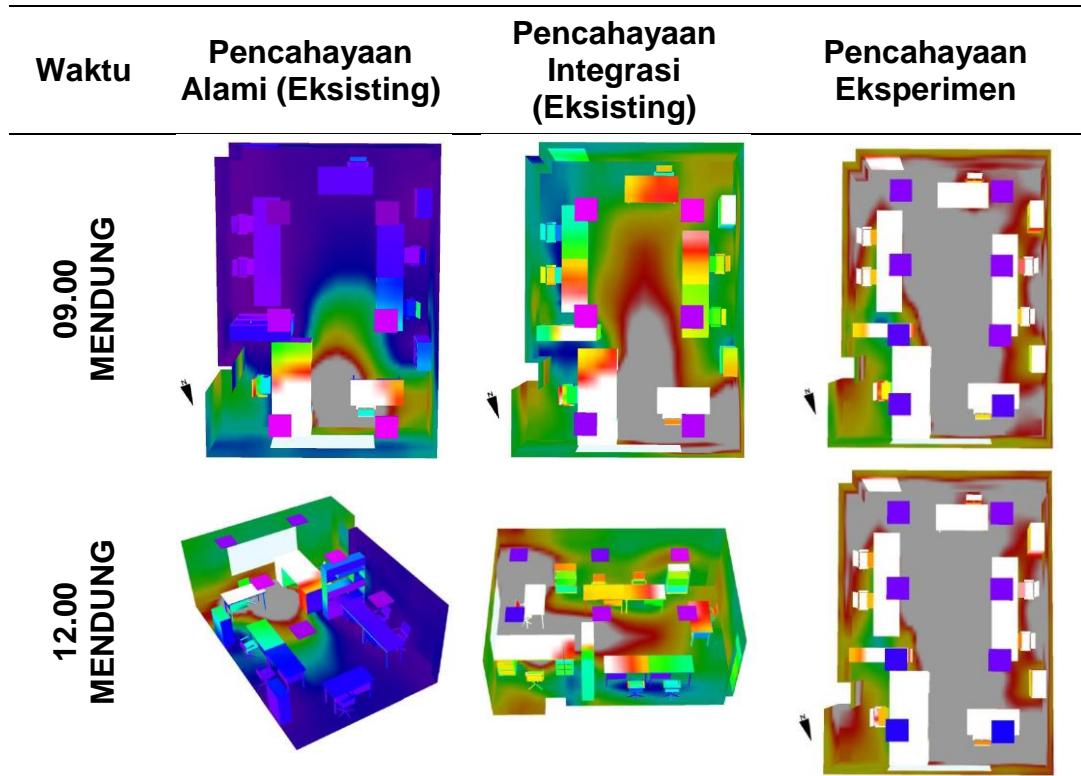 Waktu
Pencahayaan
Alami (Eksisting)
Pencahayaan
Integrasi
(Eksisting)
Pencahayaan
Eksperimen
09.00
MENDUNG
N
N
N
12.00
MENDUNG
N